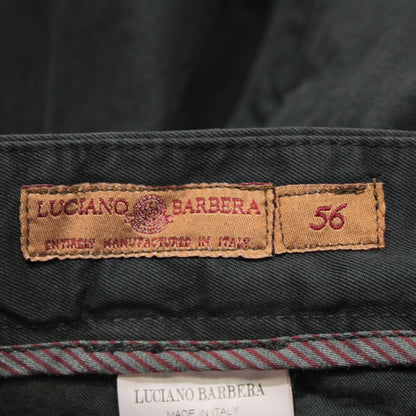 LUCIANO BARBERA
ENTIRELY MANUFACTURED IN ITALY
56
LUCIANO BARBERA
MADE IN ITALY